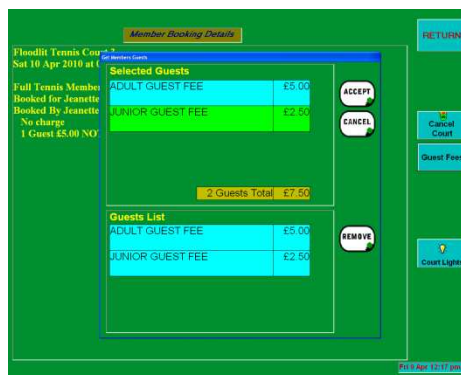 Member Booking Details
RETURN
Floodlit Tennis
Sat 10 Apr 2010 at
Full Tennis Membe
Booked for Jeanette
Booked By Jeanette
No charge
1 Guest £5.00 NO
Get Members Guests
Selected Guests
ADULT GUEST FEE £5.00
JUNIOR GUEST FEE £2.50
2 Guests Total £7.50
ACCEPT
CANCEL
Guests List
ADULT GUEST FEE £5.00
JUNIOR GUEST FEE £2.50
REMOVE
Cancel
Court
Guest Fees
Court Lights
Fri 9 Apr 12:17 pm